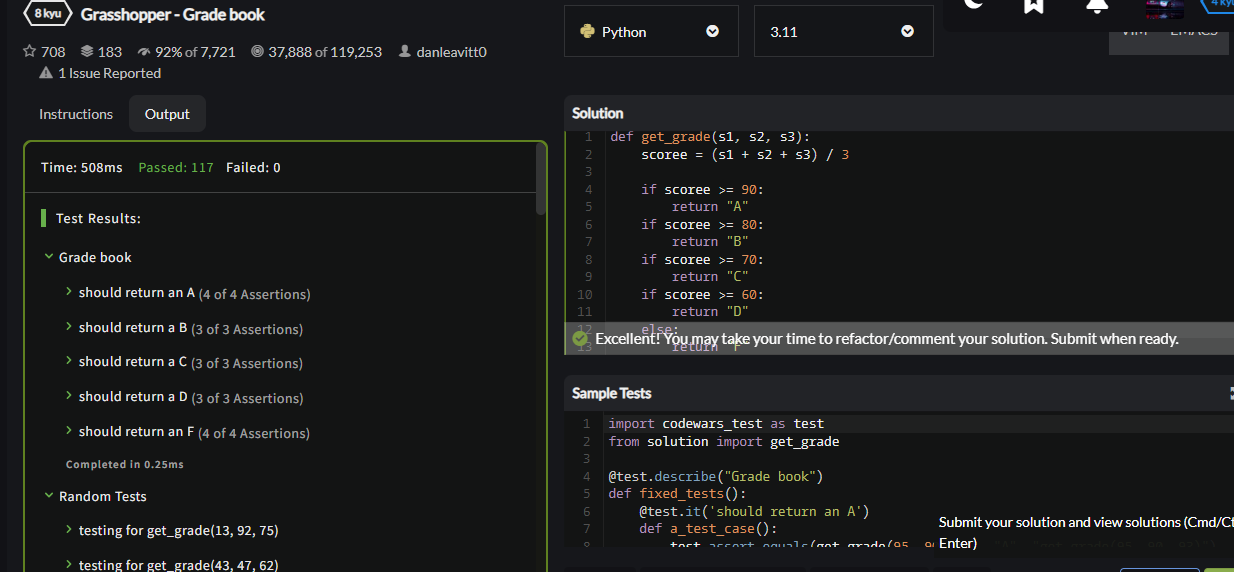 8 kyu Grasshopper - Grade book
708 183 92% of 7,721 37,888 of 119,253 danleavitt0
1 Issue Reported
Instructions Output
Time: 508ms Passed: 117 Failed: 0
Test Results:
Grade book
should return an A (4 of 4 Assertions)
should return a B (3 of 3 Assertions)
should return a C (3 of 3 Assertions)
should return a D (3 of 3 Assertions)
should return an F (4 of 4 Assertions)
Completed in 0.25ms
Random Tests
testing for get_grade(13, 92, 75)
testing for get_grade(43, 47, 62)
Python 3.11
VIM EMACS
4 kyu
Solution
1 def get_grade(s1, s2, s3):
2 scoree = (s1 + s2 + s3) / 3
3
4 if scoree >= 90:
5 return "A"
6 if scoree >= 80:
7 return "B"
8 if scoree >= 70:
9 return "C"
10 if scoree >= 60:
11 return "D"
12 else:
13 return "F"
Excellent! You may take your time to refactor/comment your solution. Submit when ready.
Sample Tests
1 import codewars_test as test
2 from solution import get_grade
3
4 @test.describe("Grade book")
5 def fixed_tests():
6 @test.it('should return an A')
7 def a_test_case():
8 test.assert_equals(get_grade(95, 90
Submit your solution and view solutions (Cmd/Ct
Enter)